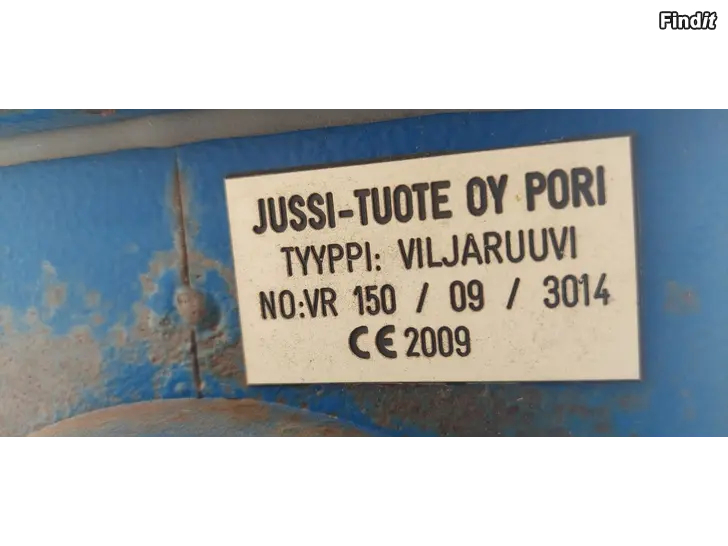 Findit
JUSSI-TUOTE OY PORI
TYYPPI: VILJARUUVI
NO:VR 150 / 09 / 3014
CE 2009